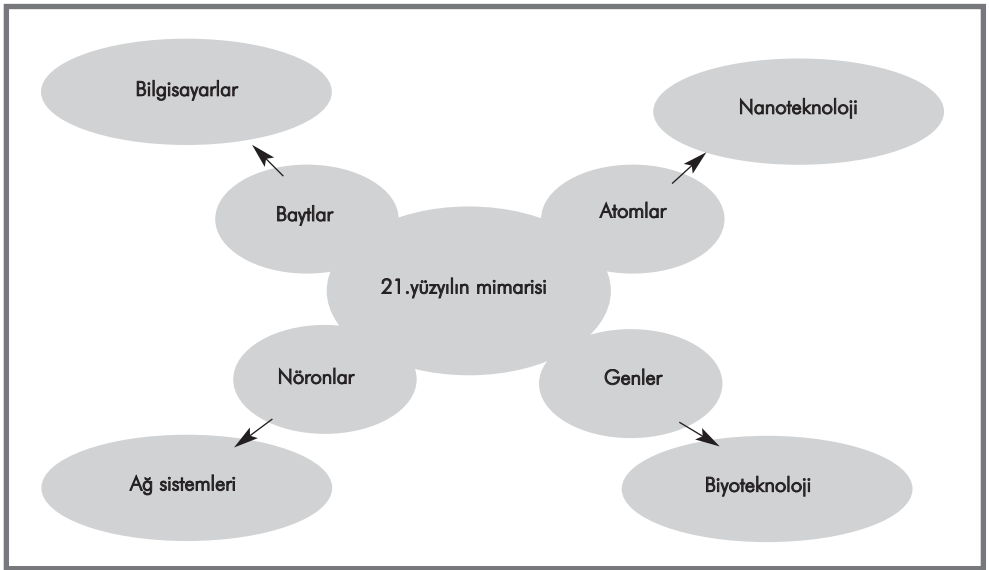 Bilgisayarlar
Nanoteknoloji
Baytlar
Atomlar
21.yüzyılın mimarisi
Nöronlar
Genler
Ağ sistemleri
Biyoteknoloji